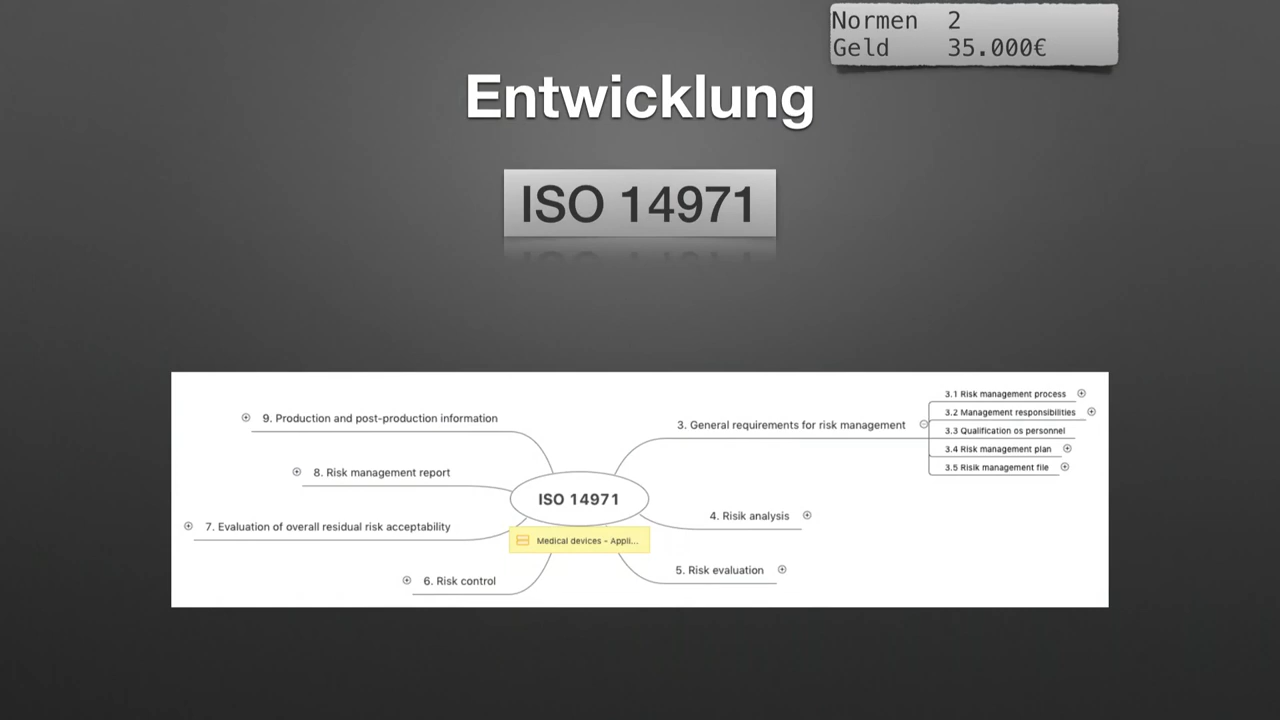 Normen 2
Geld 35.000€
Entwicklung
ISO 14971
9. Production and post-production information
8. Risk management report
7. Evaluation of overall residual risk acceptability
6. Risk control
ISO 14971
Medical devices - Appli...
3. General requirements for risk management
3.1 Risk management process
3.2 Management responsibilities
3.3 Qualification os personnel
3.4 Risk management plan
3.5 Risik management file
4. Risik analysis
5. Risk evaluation